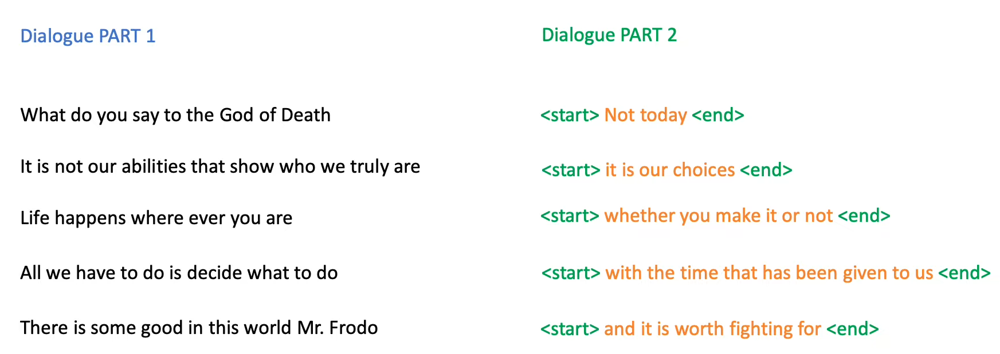 Dialogue PART 1
Dialogue PART 2
What do you say to the God of Death
<start> Not today <end>
It is not our abilities that show who we truly are
<start> it is our choices <end>
Life happens where ever you are
<start> whether you make it or not <end>
All we have to do is decide what to do
<start> with the time that has been given to us <end>
There is some good in this world Mr. Frodo
<start> and it is worth fighting for <end>